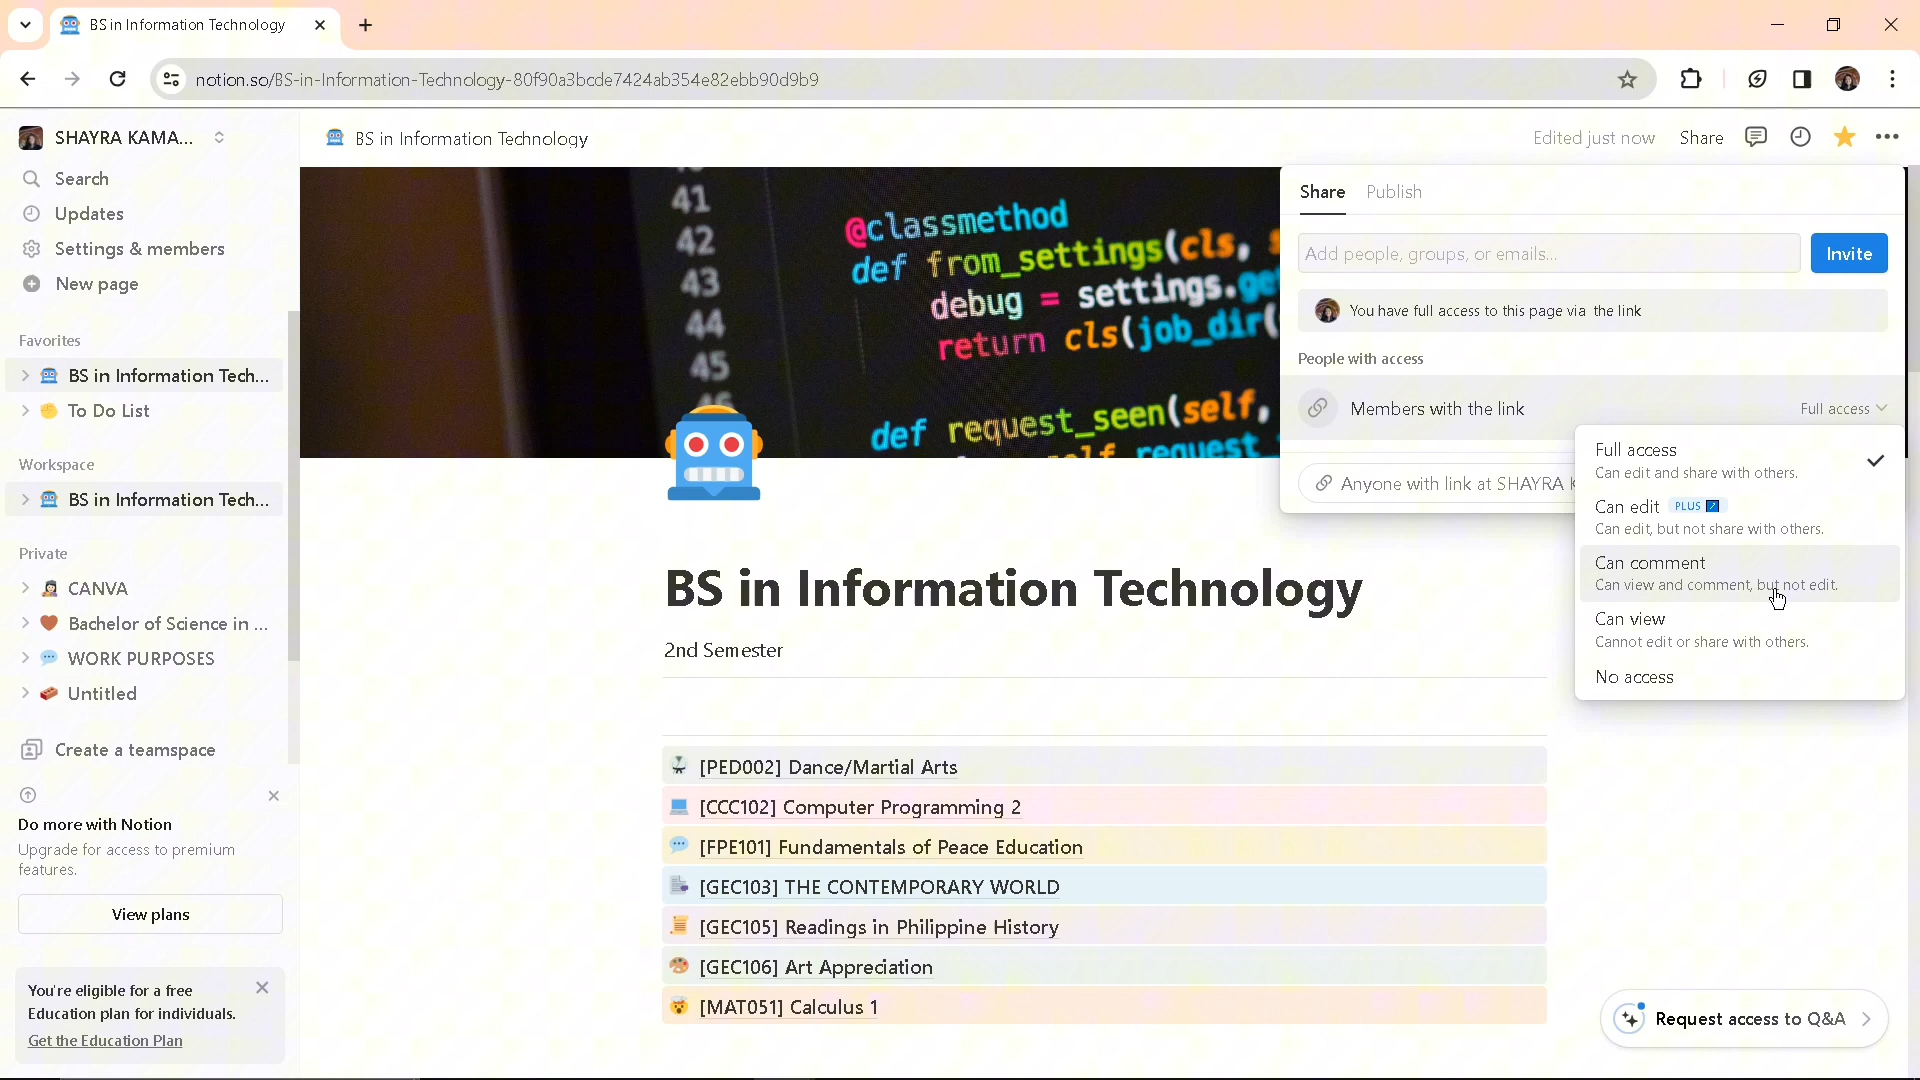 BS in Information Technology
notion.so/BS-in-Information-Technology-80f90a3bcde7424ab354e82ebb90d9b9
SHAYRA KAMA...
Search
Updates
Settings & members
New page
Favorites
BS in Information Tech...
To Do List
Workspace
BS in Information Tech...
Private
CANVA
Bachelor of Science in ...
WORK PURPOSES
Untitled
Create a teamspace
Do more with Notion
Upgrade for access to premium
features.
View plans
You're eligible for a free
Education plan for individuals.
Get the Education Plan
BS in Information Technology
Edited just now
Share
41
42
43
44
45
@classmethod
def from_settings(cls,
debug = settings.ge
return cls(job_dir(
def request_seen(self,
Share
Publish
Add people, groups, or emails...
Invite
You have full access to this page via the link
People with access
Members with the link
Full access
Anyone with link at SHAYRA
Full access
Can edit and share with others.
Can edit PLUS
Can edit, but not share with others.
Can comment
Can view and comment, but not edit.
Can view
Cannot edit or share with others.
No access
BS in Information Technology
2nd Semester
[PED002] Dance/Martial Arts
[CCC102] Computer Programming 2
[FPE101] Fundamentals of Peace Education
[GEC103] THE CONTEMPORARY WORLD
[GEC105] Readings in Philippine History
[GEC106] Art Appreciation
[MAT051] Calculus 1
Request access to Q&A